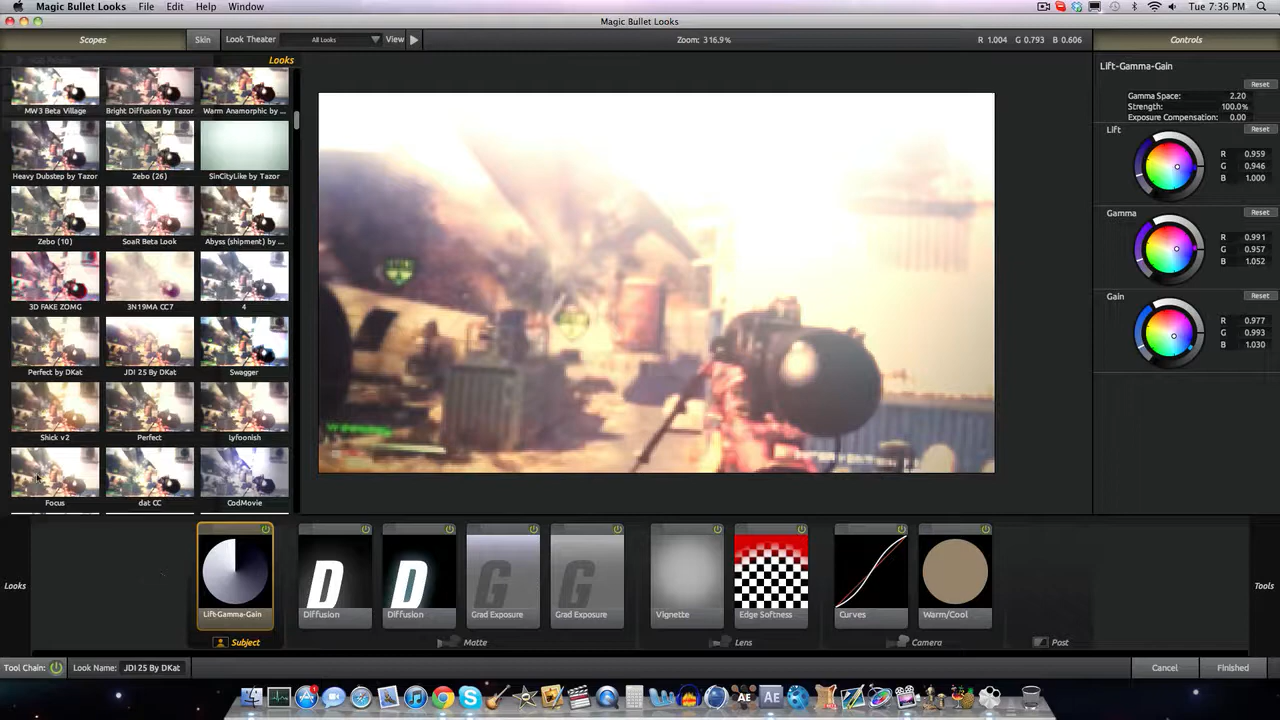 Magic Bullet Looks File Edit Help Window Tue 7:36 PM
Magic Bullet Looks
Scopes Skin Look Theater All Looks View Zoom: 316.9% R 1.004 G 0.793 B 0.606 Controls
Looks
MW3 Beta Village Bright Diffusion by Tazor Warm Anamorphic by ...
Heavy Dubstep by Tazor Zebo (26) SinCityLike by Tazor
Zebo (10) SoaR Beta Look Abyss (shipment) by ...
3D FAKE ZOMG 3N19MA CC7 4
Perfect by DKat JDI 25 By DKat Swagger
Shick v2 Perfect Lyfoonish
Focus dat CC CodMovie
Lift-Gamma-Gain
Reset
Gamma Space: 2.20
Strength: 100.0%
Exposure Compensation: 0.00
Lift Reset
R 0.959
G 0.946
B 1.000
Gamma Reset
R 0.991
G 0.957
B 1.052
Gain Reset
R 0.977
G 0.993
B 1.030
Looks
D D G G
Lift-Gamma-Gain Diffusion Diffusion Grad Exposure Grad Exposure Vignette Edge Softness Curves Warm/Cool
Tools
Subject Matte Lens Camera Post
Tool Chain: Look Name: JDI 25 By DKat Cancel Finished
AE AE